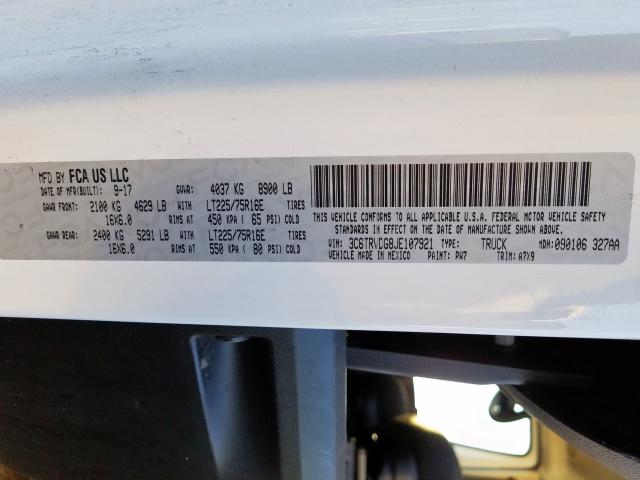 MFD BY FCA US LLC
DATE OF MFR(BUILT): 9-17 GVWR: 4037 KG 8900 LB
GAWR FRONT: 2100 KG 4629 LB WITH LT225/75R16E TIRES
16X6.0 RIMS AT 450 KPA ( 65 PSI) COLD
GAWR REAR: 2400 KG 5291 LB WITH LT225/75R16E TIRES
16X6.0 RIMS AT 550 KPA ( 80 PSI) COLD
THIS VEHICLE CONFORMS TO ALL APPLICABLE U.S.A. FEDERAL MOTOR VEHICLE SAFETY
STANDARDS IN EFFECT ON THE DATE OF MANUFACTURE SHOWN ABOVE.
VIN: 3C6TRVDG8JE107921 TYPE: TRUCK MDH: 090106 327AA
VEHICLE MADE IN MEXICO PAINT: PW7 TRIM: A7X9